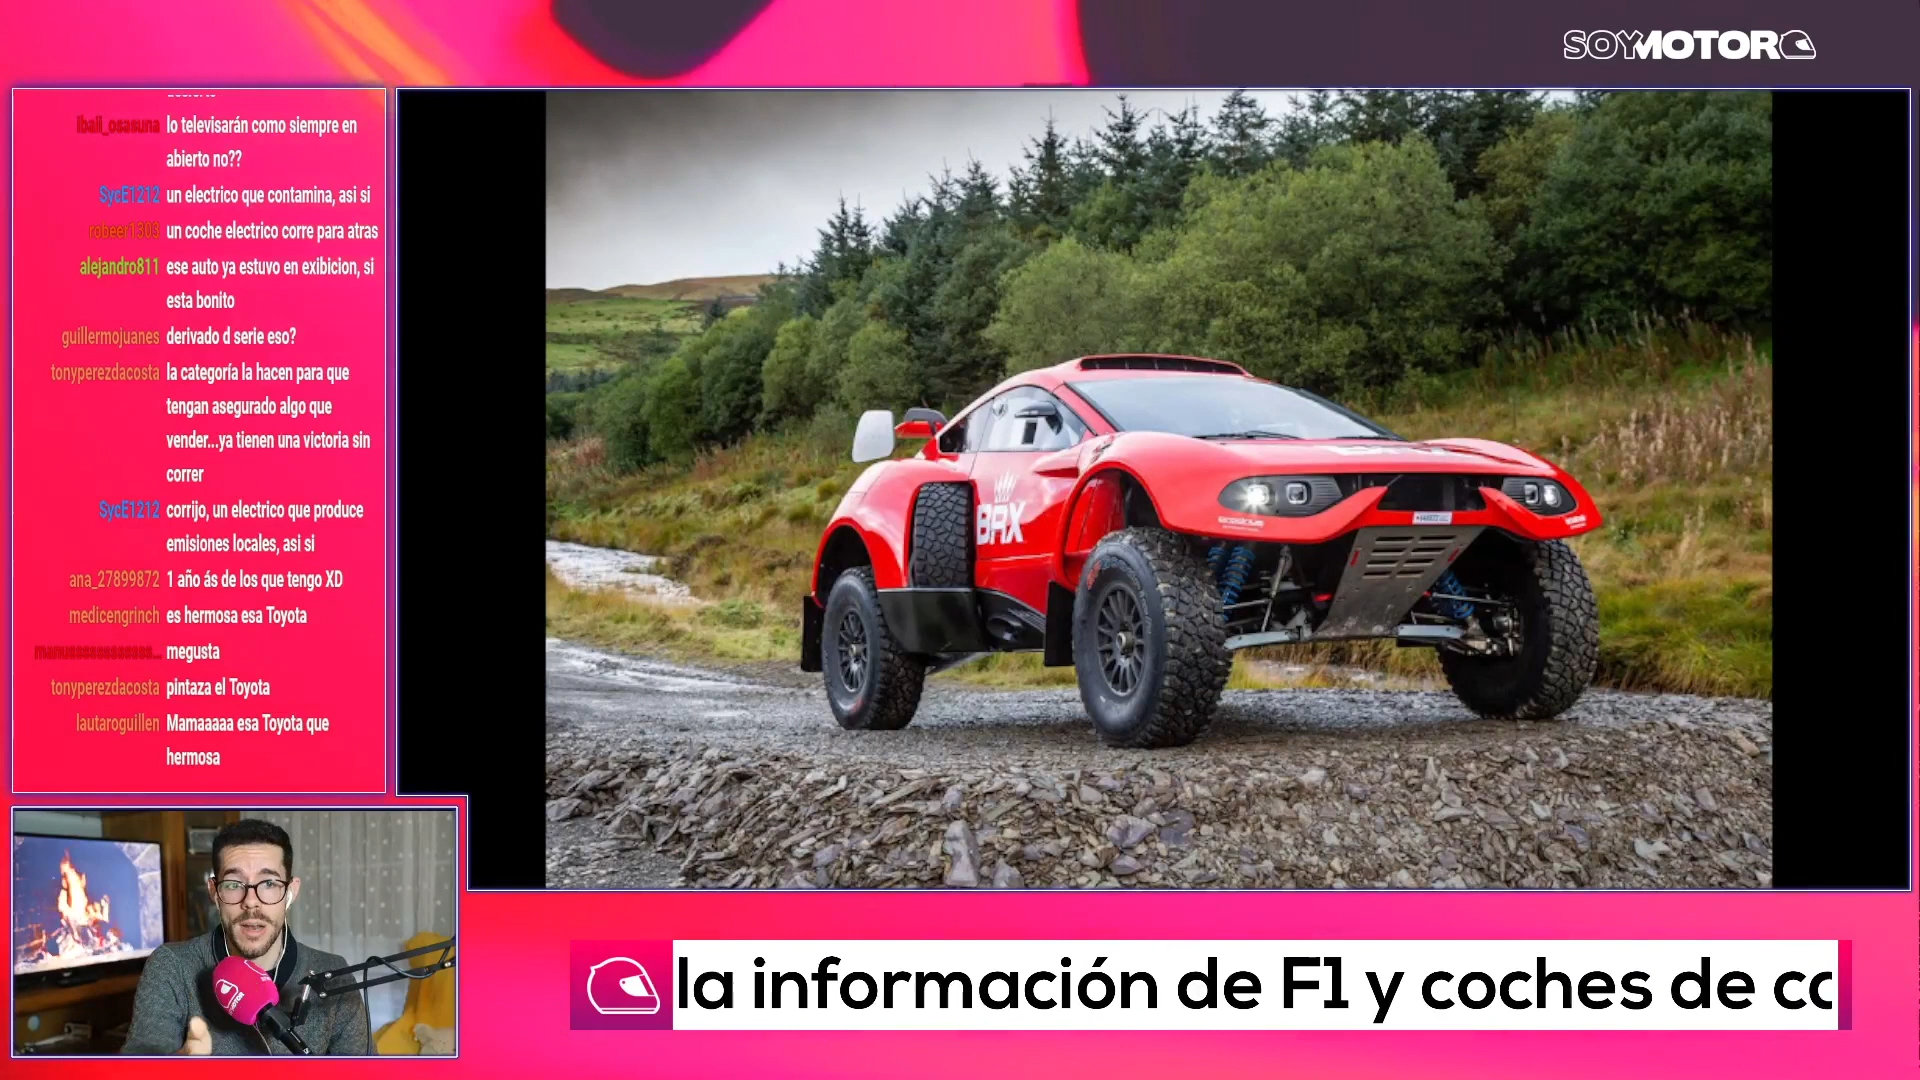 SOYMOTOR
ibali_osasuna lo televisarán como siempre en
abierto no??
SycE1212 un electrico que contamina, asi si
robeer1303 un coche electrico corre para atras
alejandro811 ese auto ya estuvo en exibicion, si
esta bonito
guillermojuanes derivado d serie eso?
tonyperezdacosta la categoría la hacen para que
tengan asegurado algo que
vender...ya tienen una victoria sin
correr
SycE1212 corrijo, un electrico que produce
emisiones locales, asi si
ana_27899872 1 año ás de los que tengo XD
medicengrinch es hermosa esa Toyota
megusta
tonyperezdacosta pintaza el Toyota
lautaroguillen Mamaaaaa esa Toyota que
hermosa
BRX
MOTOR
la información de F1 y coches de co